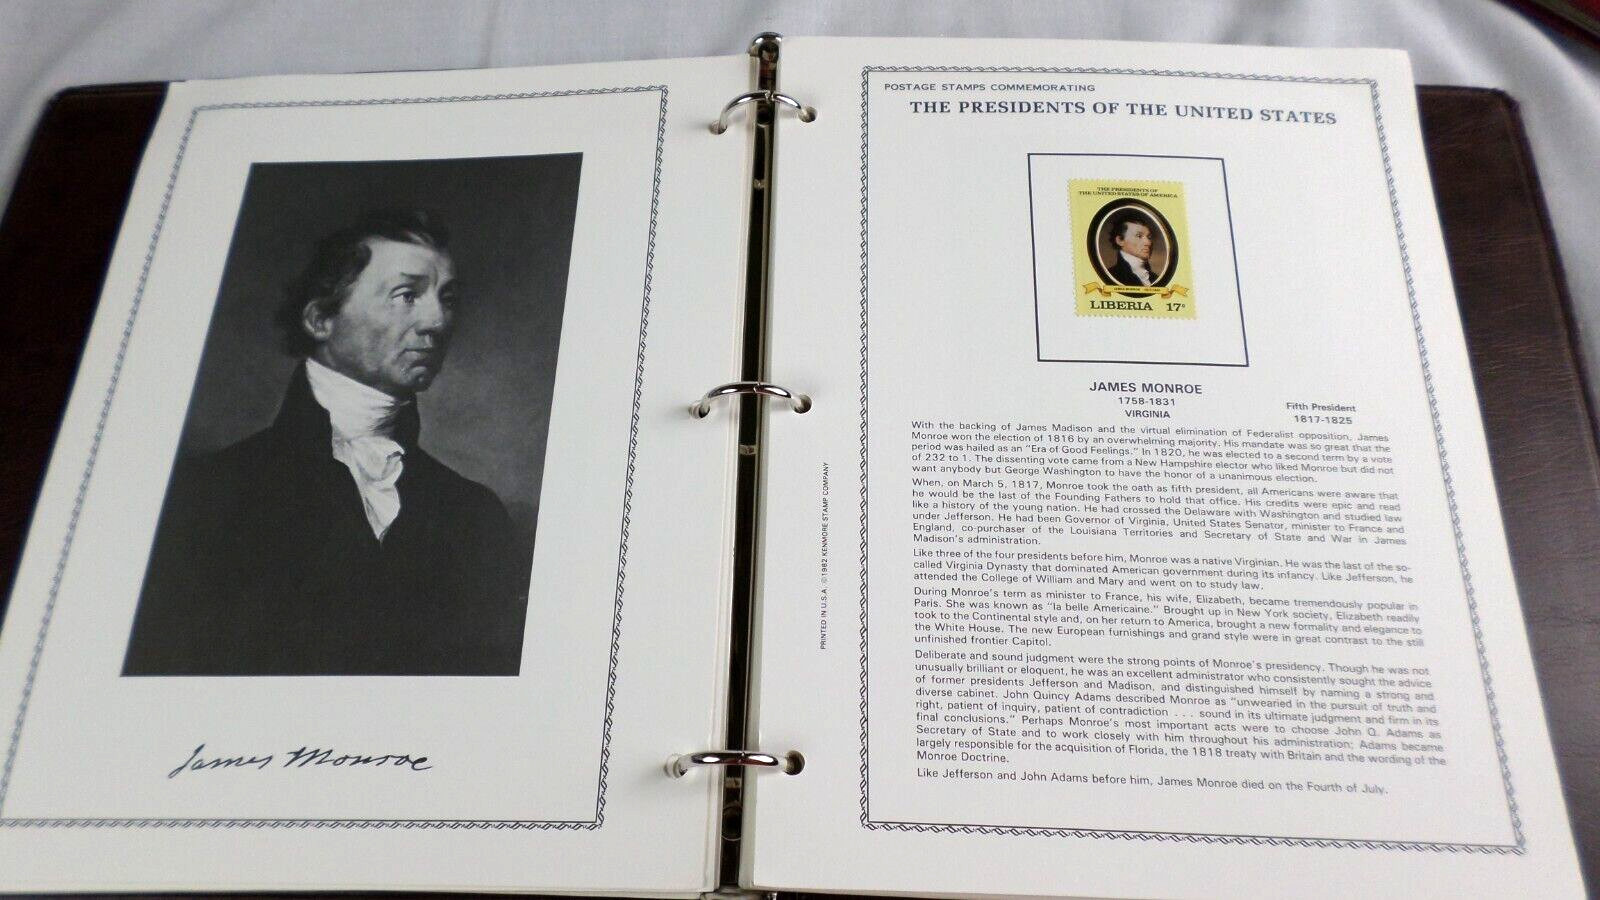 James Monroe
PRINTED IN U.S.A. ©1982 KENMORE STAMP COMPANY
POSTAGE STAMPS COMMEMORATING
THE PRESIDENTS OF THE UNITED STATES
THE PRESIDENTS OF
THE UNITED STATES OF AMERICA
JAMES MONROE
LIBERIA 17c
JAMES MONROE
1758-1831
VIRGINIA
Fifth President
1817-1825
With the backing of James Madison and the virtual elimination of Federalist opposition, James
Monroe won the election of 1816 by an overwhelming majority. His mandate was so great that the
period was hailed as an "Era of Good Feelings." In 1820, he was elected to a second term by a vote
of 232 to 1. The dissenting vote came from a New Hampshire elector who liked Monroe but did not
want anybody but George Washington to have the honor of a unanimous election.
When, on March 5, 1817, Monroe took the oath as fifth president, all Americans were aware that
he would be the last of the Founding Fathers to hold that office. His credits were epic and read
like a history of the young nation. He had crossed the Delaware with Washington and studied law
under Jefferson. He had been Governor of Virginia, United States Senator, minister to France and
England, co-purchaser of the Louisiana Territories and Secretary of State and War in James
Madison's administration.
Like three of the four presidents before him, Monroe was a native Virginian. He was the last of the so-
called Virginia Dynasty that dominated American government during its infancy. Like Jefferson, he
attended the College of William and Mary and went on to study law.
During Monroe's term as minister to France, his wife, Elizabeth, became tremendously popular in
Paris. She was known as "la belle Americaine." Brought up in New York society, Elizabeth readily
took to the Continental style and, on her return to America, brought a new formality and elegance to
the White House. The new European furnishings and grand style were in great contrast to the still
unfinished frontier Capitol.
Deliberate and sound judgment were the strong points of Monroe's presidency. Though he was not
unusually brilliant or eloquent, he was an excellent administrator who consistently sought the advice
of former presidents Jefferson and Madison, and distinguished himself by naming a strong and
diverse cabinet. John Quincy Adams described Monroe as "unwearied in the pursuit of truth and
right, patient of inquiry, patient of contradiction . . . sound in its ultimate judgment and firm in its
final conclusions." Perhaps Monroe's most important acts were to choose John Q. Adams as
Secretary of State and to work closely with him throughout his administration; Adams became
largely responsible for the acquisition of Florida, the 1818 treaty with Britain and the wording of the
Monroe Doctrine.
Like Jefferson and John Adams before him, James Monroe died on the Fourth of July.